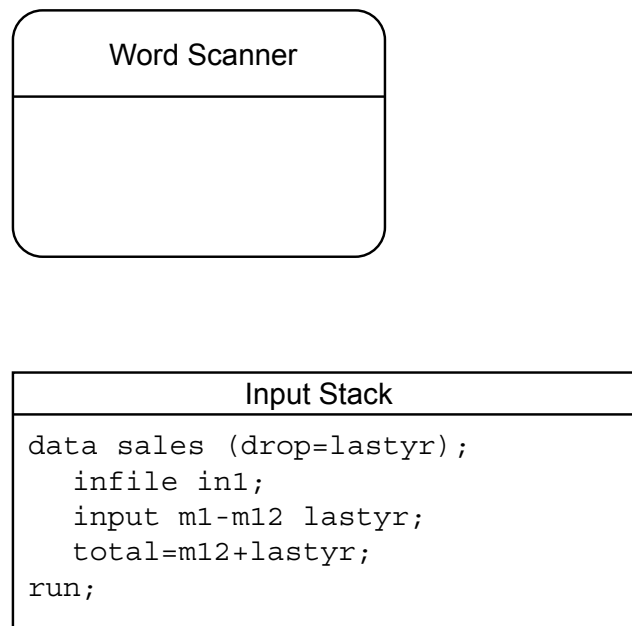 Word Scanner
Input Stack
data sales (drop=lastyr);
infile in1;
input m1-m12 lastyr;
total=m12+lastyr;
run;